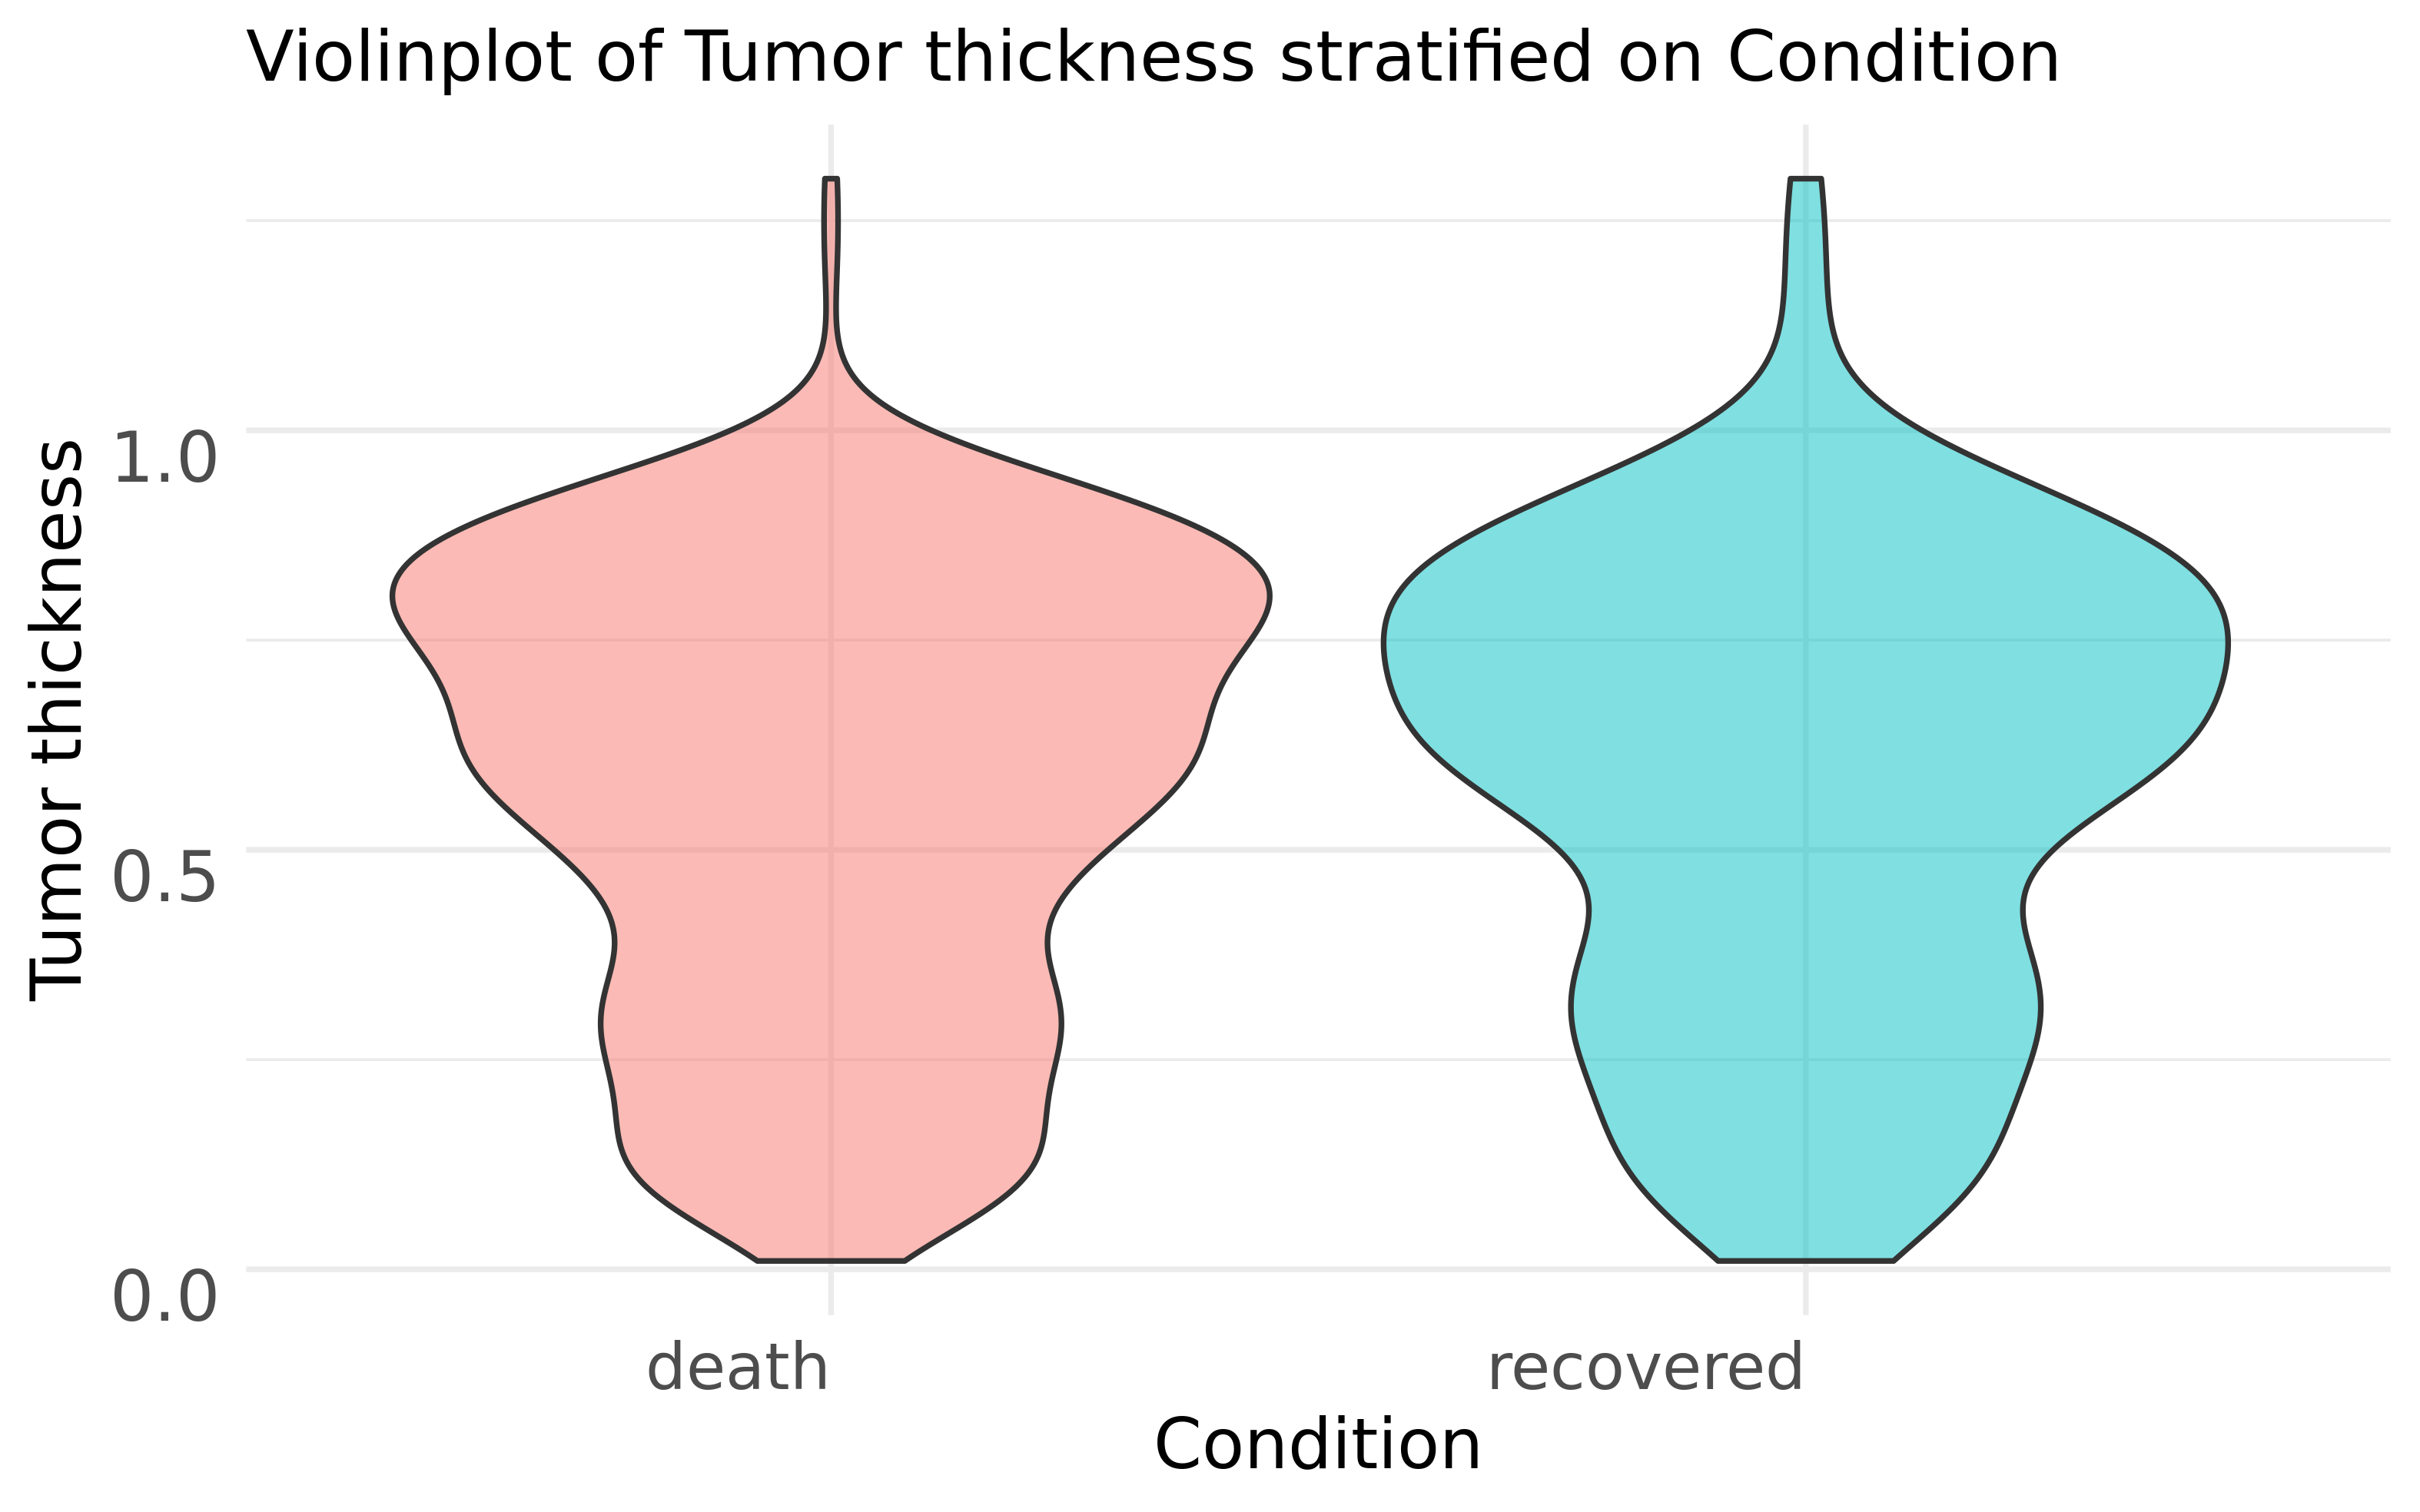 Violinplot of Tumor thickness stratified on Condition
Tumor thickness
1.0
0.5
0.0
death
recovered
Condition